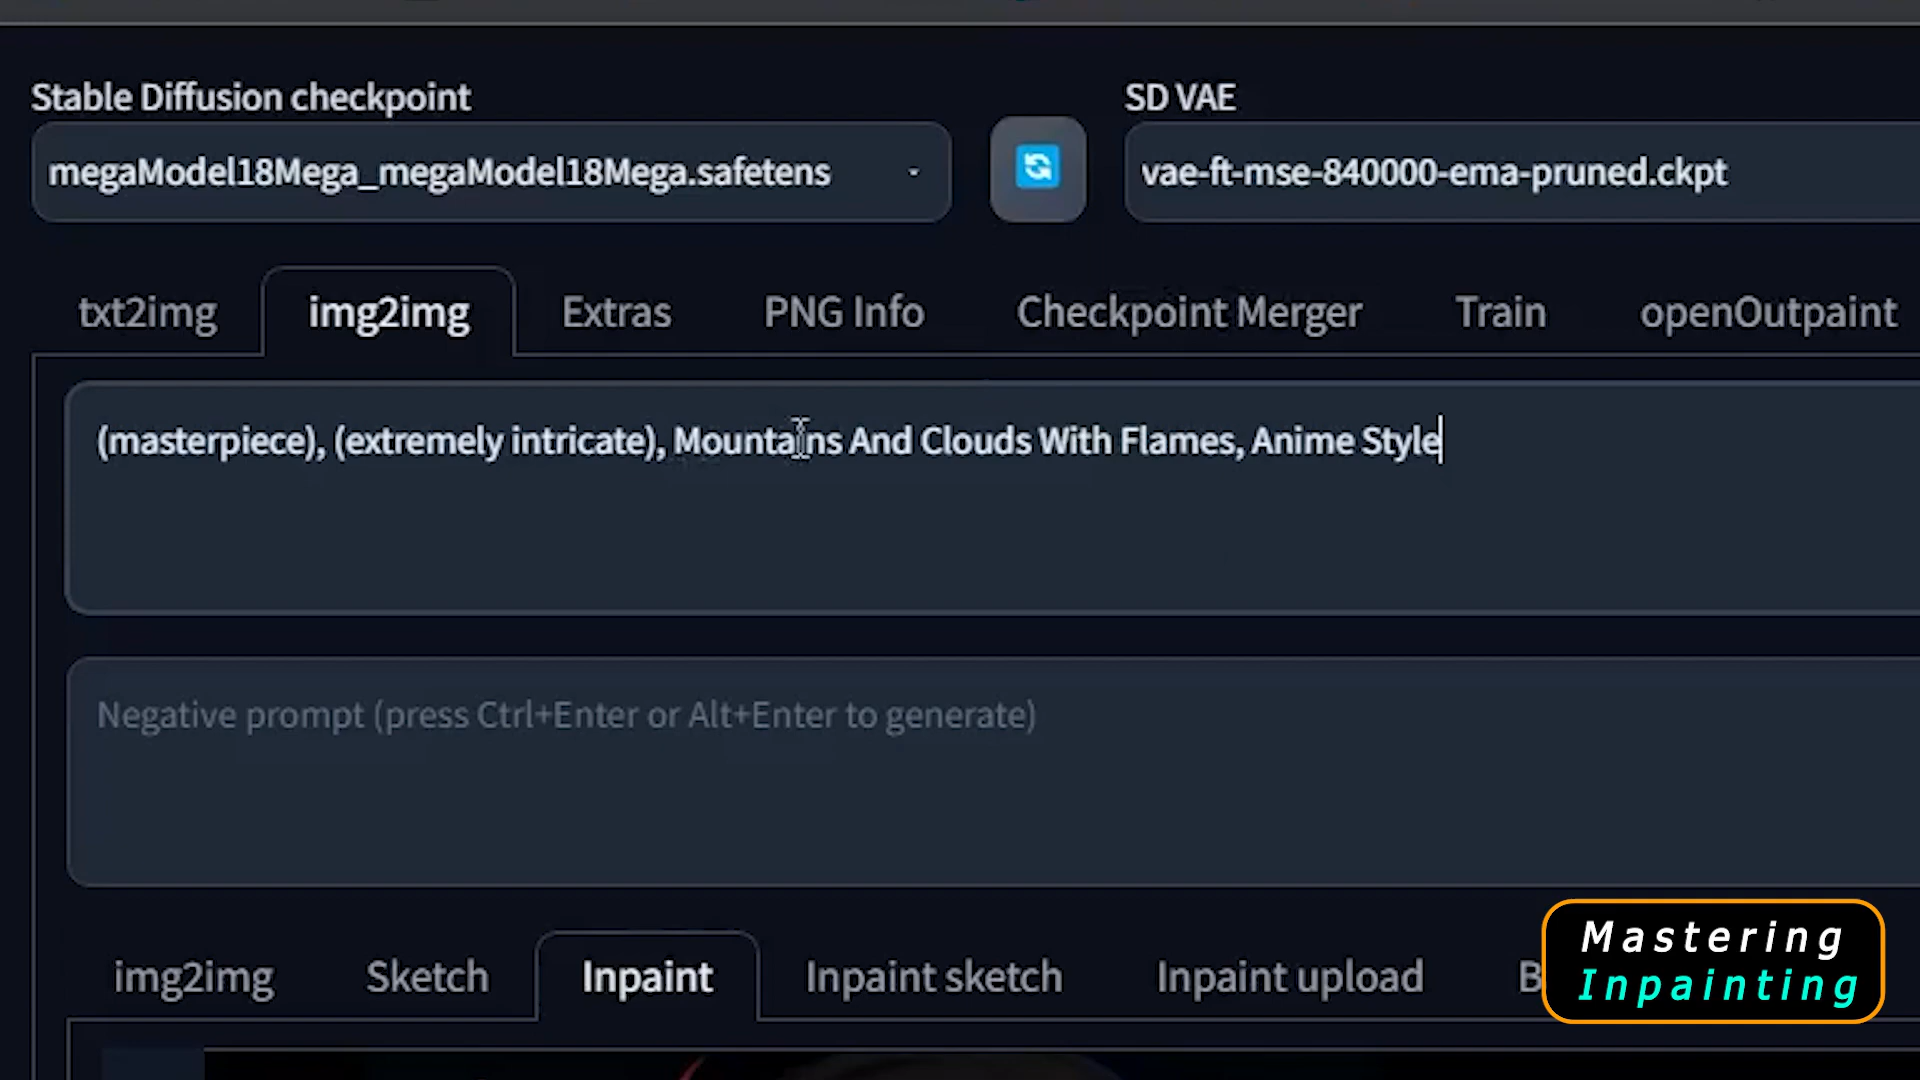 Stable Diffusion checkpoint
SD VAE
megaModel18Mega_megaModel18Mega.safetens
vae-ft-mse-840000-ema-pruned.ckpt
txt2img img2img Extras PNG Info Checkpoint Merger Train openOutpaint
(masterpiece), (extremely intricate), Mountains And Clouds With Flames, Anime Style
Negative prompt (press Ctrl+Enter or Alt+Enter to generate)
img2img Sketch Inpaint Inpaint sketch Inpaint upload
Mastering
Inpainting